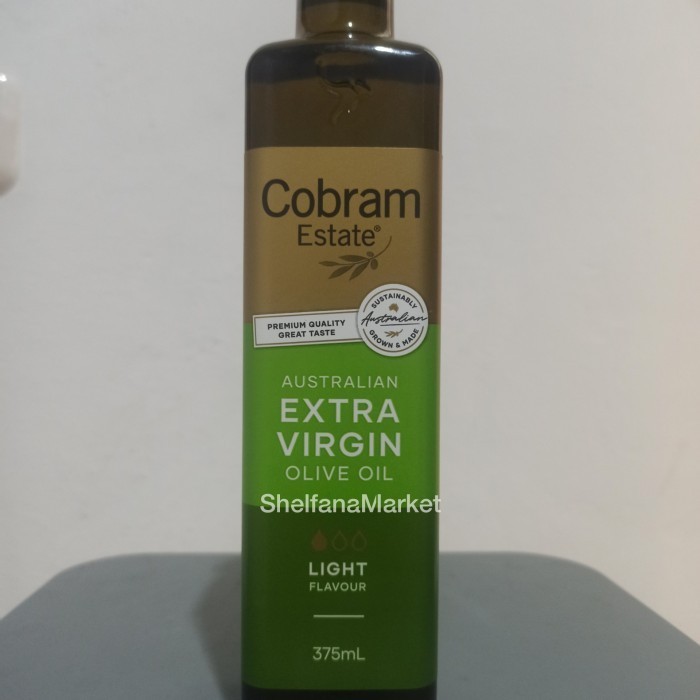 Cobram
Estate®
SUSTAINABLY
Australian
GROWN & MADE
PREMIUM QUALITY
GREAT TASTE
AUSTRALIAN
EXTRA
VIRGIN
OLIVE OIL
ShelfanaMarket
LIGHT
FLAVOUR
375mL